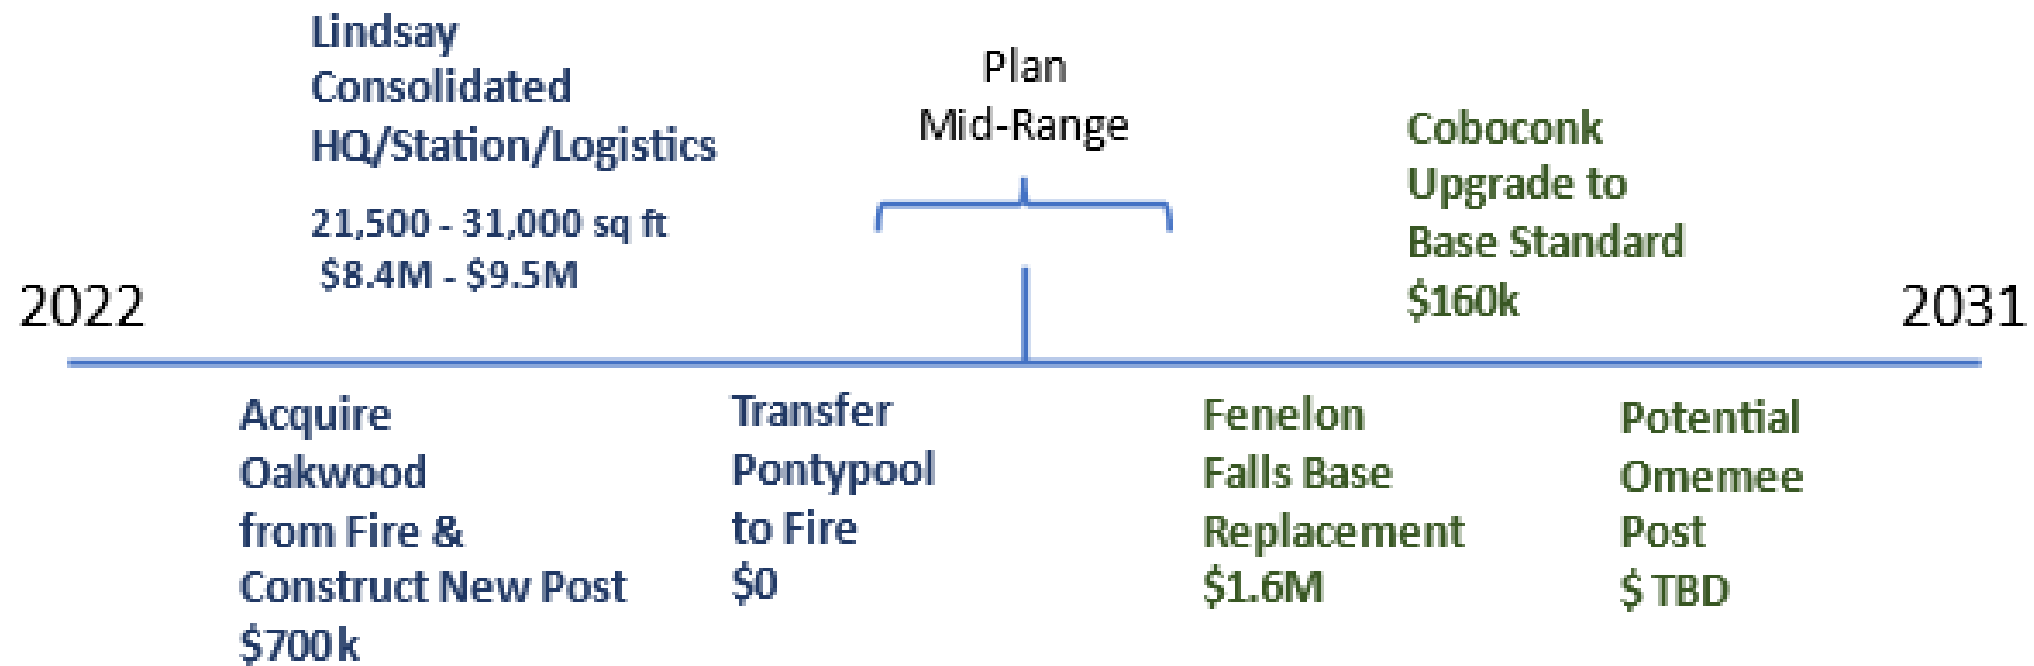 Lindsay
Consolidated
HQ/Station/Logistics
21,500 - 31,000 sq ft
$8.4M - $9.5M
Plan
Mid-Range
Coboconk
Upgrade to
Base Standard
$160k
2022
2031
Acquire
Oakwood
from Fire &
Construct New Post
$700k
Transfer
Pontypool
to Fire
$0
Fenelon
Falls Base
Replacement
$1.6M
Potential
Omemee
Post
$ TBD